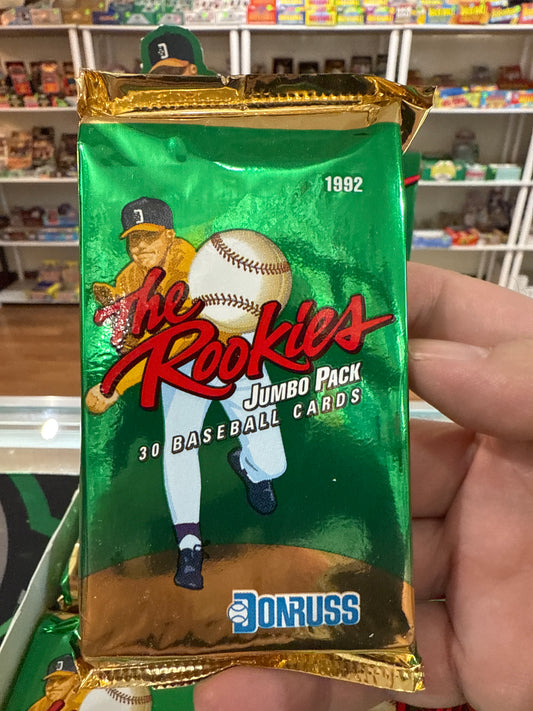 1992
The
Rookies
JUMBO PACK
30 BASEBALL CARDS
DONRUSS